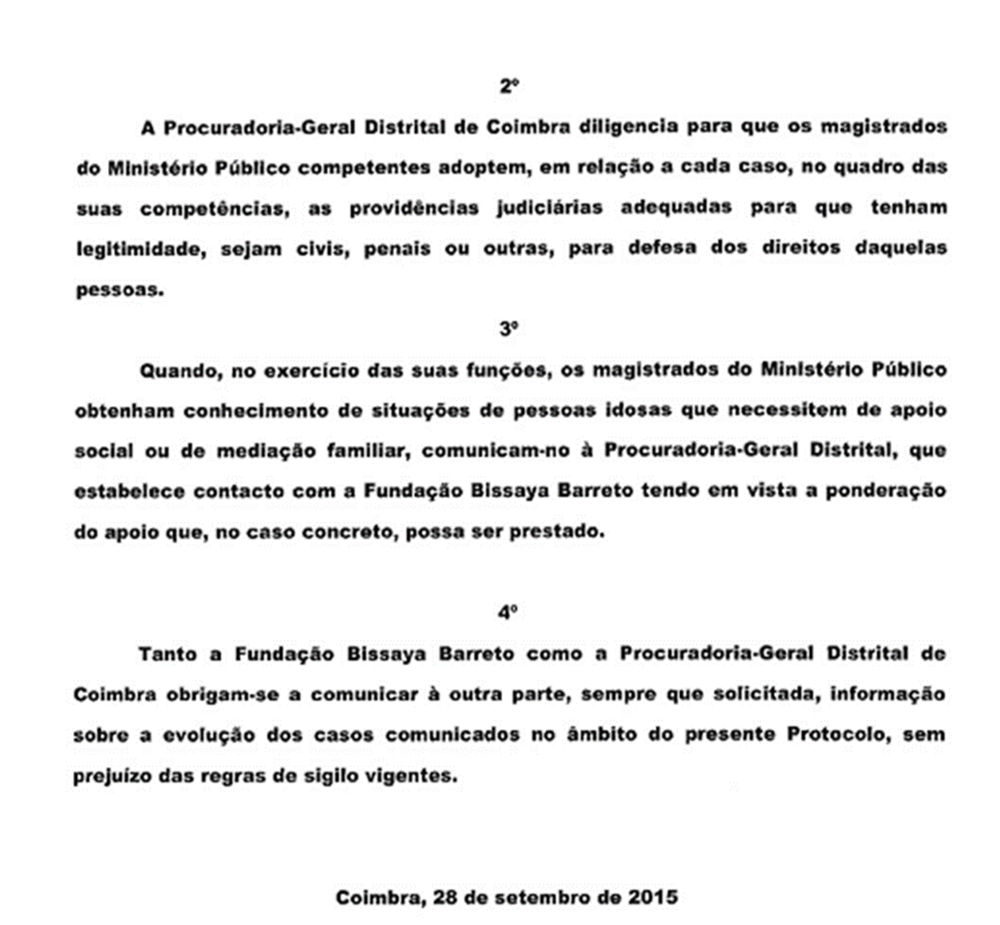 2º
A Procuradoria-Geral Distrital de Coimbra diligencia para que os magistrados
do Ministério Público competentes adoptem, em relação a cada caso, no quadro das
suas competências, as providências judiciárias adequadas para que tenham
legitimidade, sejam civis, penais ou outras, para defesa dos direitos daquelas
pessoas.
3º
Quando, no exercício das suas funções, os magistrados do Ministério Público
obtenham conhecimento de situações de pessoas idosas que necessitem de apoio
social ou de mediação familiar, comunicam-no à Procuradoria-Geral Distrital, que
estabelece contacto com a Fundação Bissaya Barreto tendo em vista a ponderação
do apoio que, no caso concreto, possa ser prestado.
4º
Tanto a Fundação Bissaya Barreto como a Procuradoria-Geral Distrital de
Coimbra obrigam-se a comunicar à outra parte, sempre que solicitada, informação
sobre a evolução dos casos comunicados no âmbito do presente Protocolo, sem
prejuízo das regras de sigilo vigentes.
Coimbra, 28 de setembro de 2015